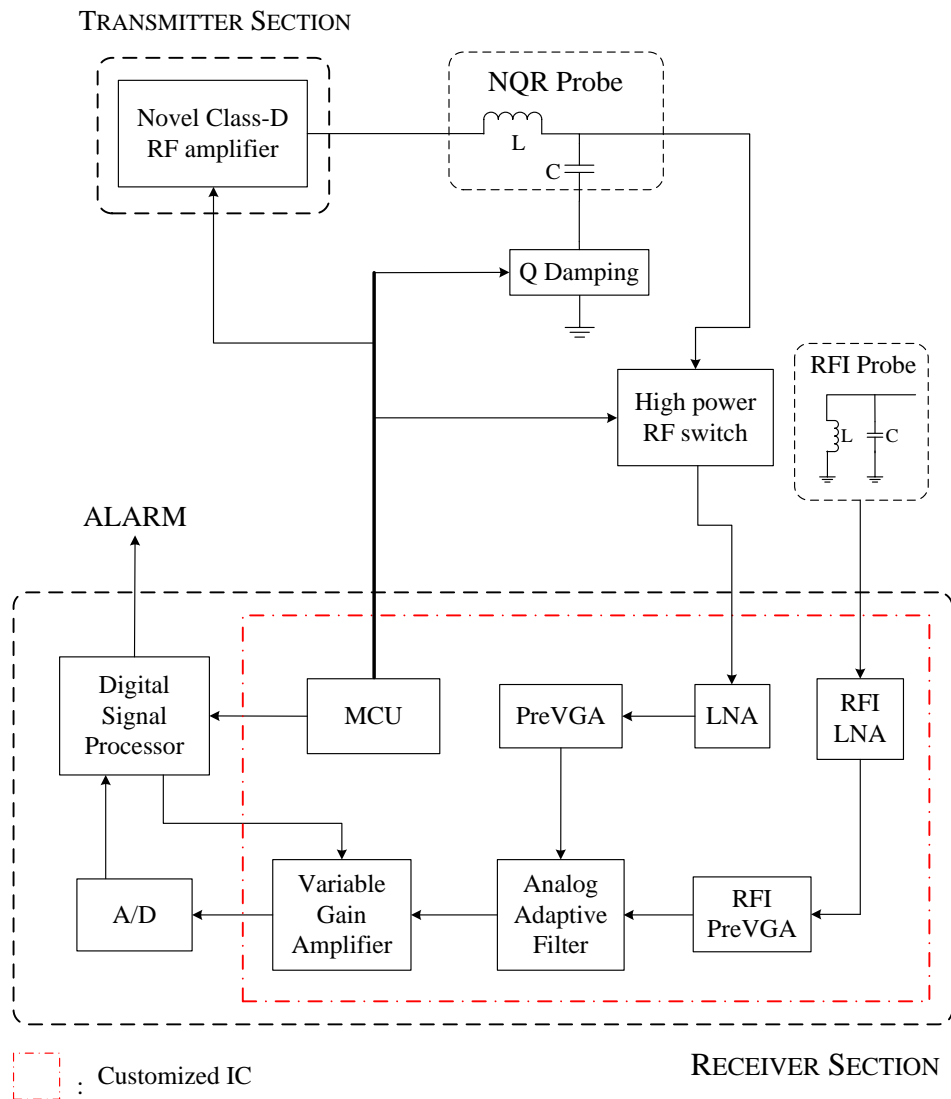 TRANSMITTER SECTION
Novel Class-D
RF amplifier
NQR Probe
L
C
Q Damping
High power
RF switch
RFI Probe
L
C
ALARM
Digital
Signal
Processor
MCU
PreVGA
LNA
RFI
LNA
A/D
Variable
Gain
Amplifier
Analog
Adaptive
Filter
RFI
PreVGA
: Customized IC
RECEIVER SECTION